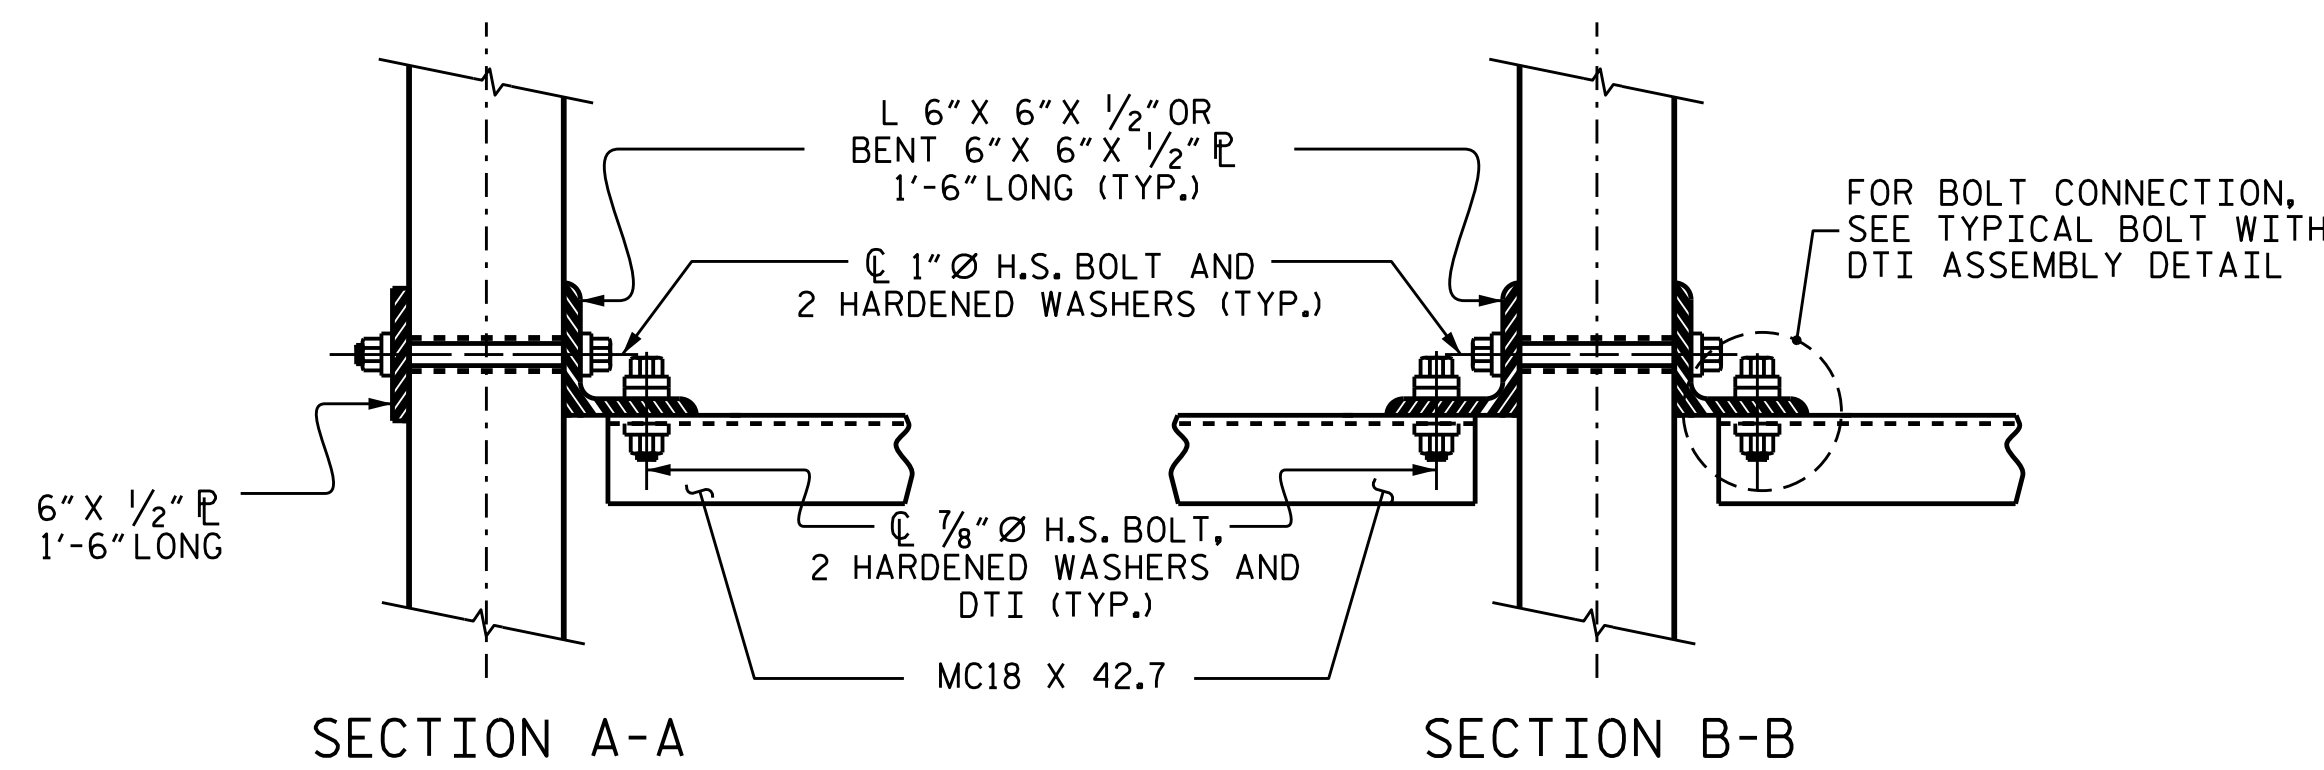 L 6" X 6" X 1/2" OR
BENT 6" X 6" X 1/2" ⅊
1'-6" LONG (TYP.)
℄ 1" Ø H.S. BOLT AND
2 HARDENED WASHERS (TYP.)
FOR BOLT CONNECTION,
SEE TYPICAL BOLT WITH
DTI ASSEMBLY DETAIL
6" X 1/2" ⅊
1'-6" LONG
℄ 7/8" Ø H.S. BOLT,
2 HARDENED WASHERS AND
DTI (TYP.)
MC18 X 42.7
SECTION A-A
SECTION B-B